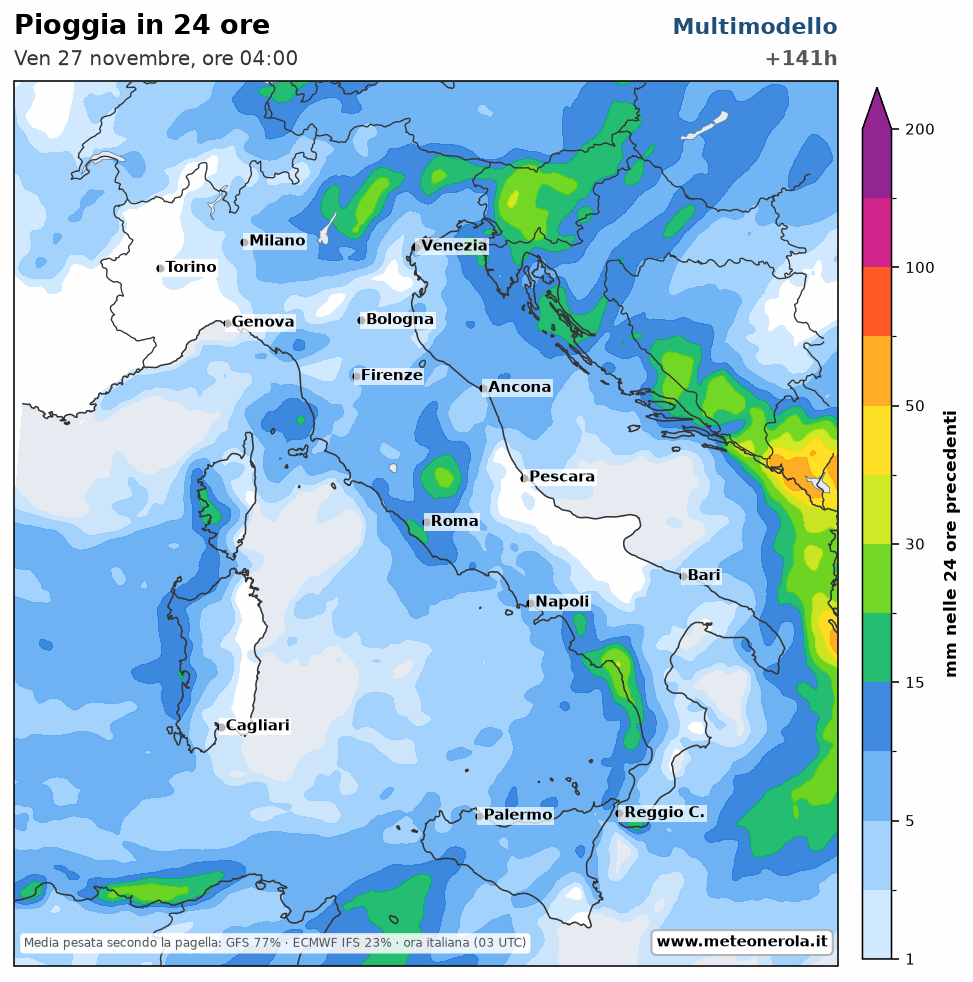 Pioggia in 24 ore
Multimodello
Ven 27 novembre, ore 04:00
+141h
200
Milano
Venezia
Torino
100
Genova
Bologna
Firenze
Ancona
50
Pescara
Roma
30
Bari
Napoli
mm nelle 24 ore precedenti
15
Cagliari
Palermo
Reggio C.
5
Media pesata secondo la pagella: GFS 77% · ECMWF IFS 23% · ora italiana (03 UTC)
www.meteonerola.it
1